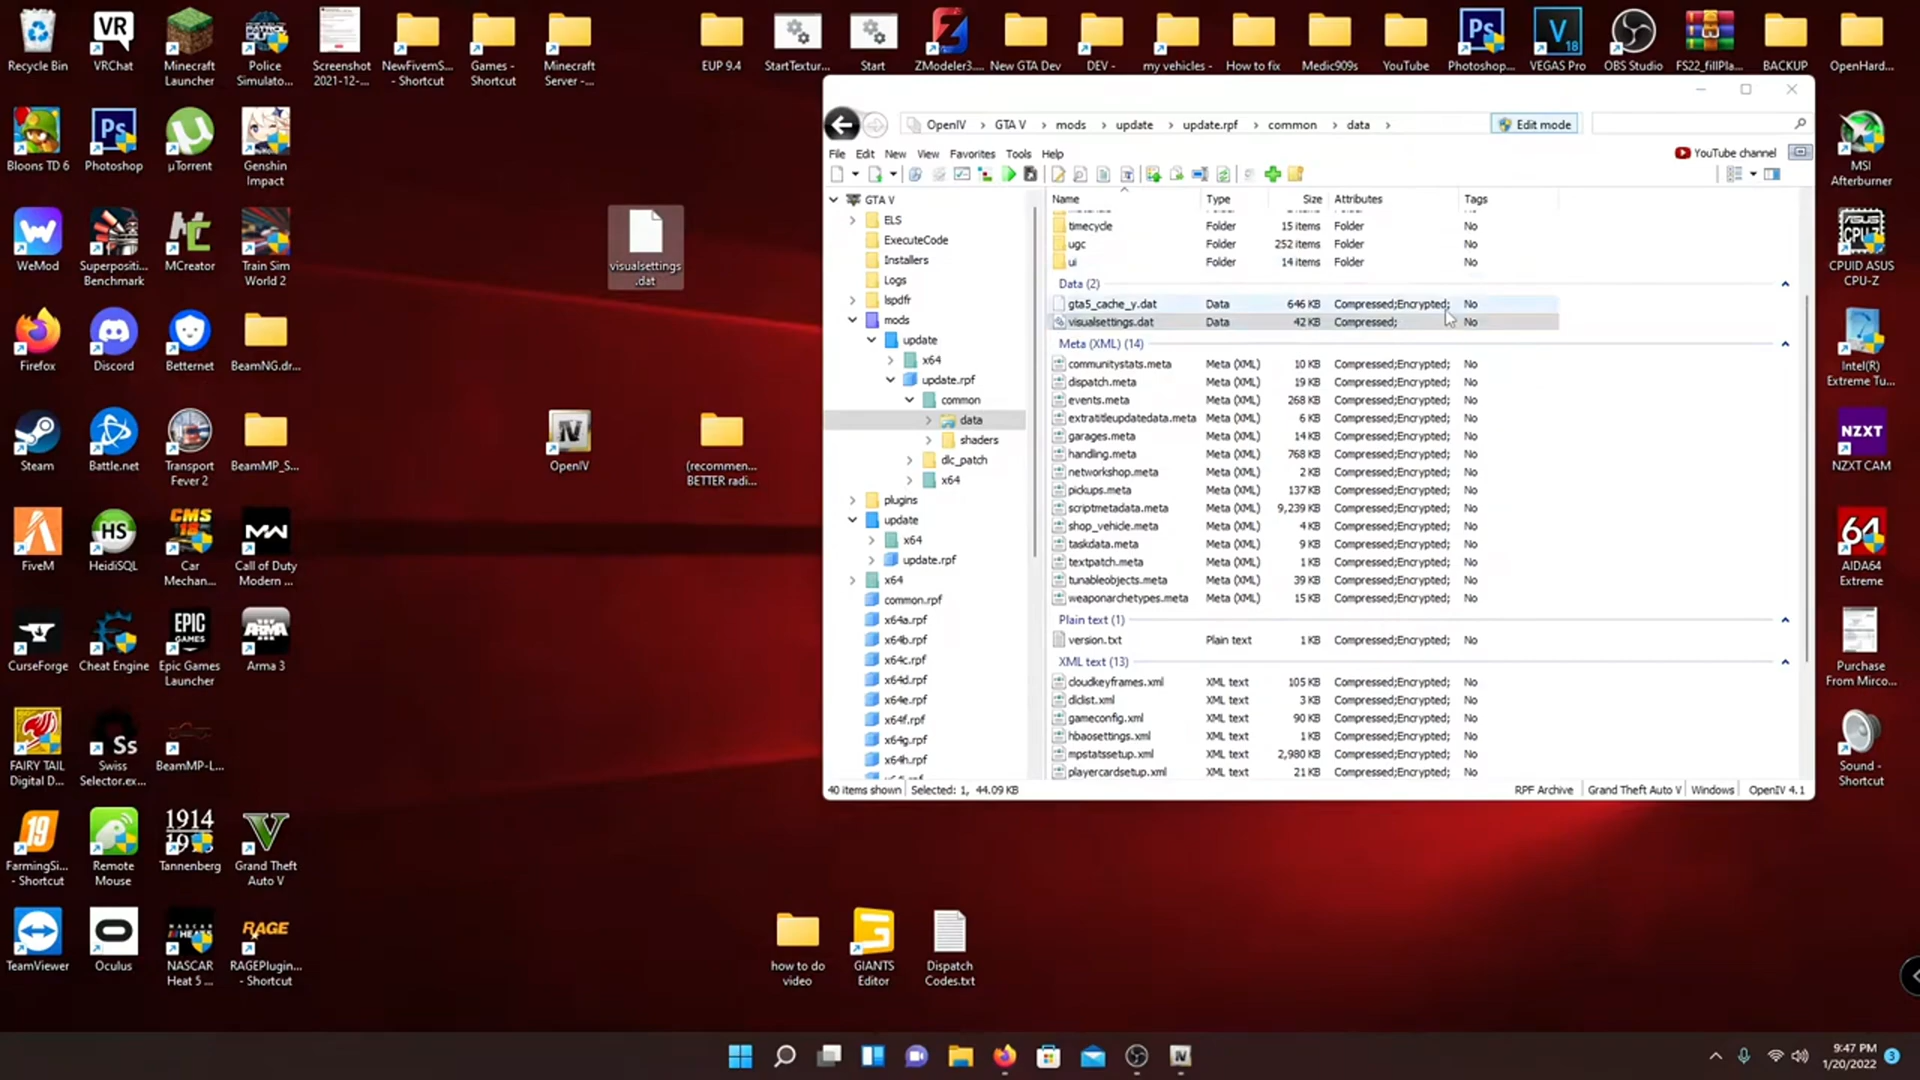 Recycle Bin
VRChat
Minecraft
Launcher
Police
Simulato...
Screenshot
2021-12-...
NewFivemS...
- Shortcut
Games -
Shortcut
Minecraft
Server -...
EUP 9.4
StartTextur...
Start
ZModeler3....
New GTA Dev
DEV -
my vehicles -
How to fix
Medic909s
YouTube
Photoshop...
VEGAS Pro
OBS Studio
FS22_fillPla...
BACKUP
OpenHard...
Bloons TD 6
Photoshop
µTorrent
Genshin
Impact
WeMod
Superpositi...
Benchmark
MCreator
Train Sim
World 2
Firefox
Discord
Betternet
BeamNG.dr...
Steam
Battle.net
Transport
Fever 2
BeamMP_S...
FiveM
HeidiSQL
Car
Mechan...
Call of Duty
Modern ...
CurseForge
Cheat Engine
Epic Games
Launcher
Arma 3
FAIRY TAIL
Digital D...
Swiss
Selector.ex...
BeamMP-L...
FarmingSi...
- Shortcut
Remote
Mouse
Tannenberg
Grand Theft
Auto V
TeamViewer
Oculus
NASCAR
Heat 5 ...
RAGEPlugin...
- Shortcut
visualsettings
.dat
OpenIV
(recommen...
BETTER radi...
how to do
video
GIANTS
Editor
Dispatch
Codes.txt
MSI
Afterburner
CPUID ASUS
CPU-Z
Intel(R)
Extreme Tu...
NZXT CAM
AIDA64
Extreme
Purchase
From Mirco...
Sound -
Shortcut
OpenIV › GTA V › mods › update › update.rpf › common › data ›
Edit mode
File Edit New View Favorites Tools Help
YouTube channel
GTA V
ELS
ExecuteCode
Installers
Logs
lspdfr
mods
update
x64
update.rpf
common
data
shaders
dlc_patch
x64
plugins
update
x64
update.rpf
x64
common.rpf
x64a.rpf
x64b.rpf
x64c.rpf
x64d.rpf
x64e.rpf
x64f.rpf
x64g.rpf
x64h.rpf
Name Type Size Attributes Tags
timecycle Folder 15 items Folder No
ugc Folder 252 items Folder No
ui Folder 14 items Folder No
Data (2)
gta5_cache_y.dat Data 646 KB Compressed;Encrypted; No
visualsettings.dat Data 42 KB Compressed; No
Meta (XML) (14)
communitystats.meta Meta (XML) 10 KB Compressed;Encrypted; No
dispatch.meta Meta (XML) 19 KB Compressed;Encrypted; No
events.meta Meta (XML) 268 KB Compressed;Encrypted; No
extratitleupdatedata.meta Meta (XML) 6 KB Compressed;Encrypted; No
garages.meta Meta (XML) 14 KB Compressed;Encrypted; No
handling.meta Meta (XML) 768 KB Compressed;Encrypted; No
networkshop.meta Meta (XML) 2 KB Compressed;Encrypted; No
pickups.meta Meta (XML) 137 KB Compressed;Encrypted; No
scriptmetadata.meta Meta (XML) 9,239 KB Compressed;Encrypted; No
shop_vehicle.meta Meta (XML) 4 KB Compressed;Encrypted; No
taskdata.meta Meta (XML) 9 KB Compressed;Encrypted; No
textpatch.meta Meta (XML) 1 KB Compressed;Encrypted; No
tunableobjects.meta Meta (XML) 39 KB Compressed;Encrypted; No
weaponarchetypes.meta Meta (XML) 15 KB Compressed;Encrypted; No
Plain text (1)
version.txt Plain text 1 KB Compressed;Encrypted; No
XML text (13)
cloudkeyframes.xml XML text 105 KB Compressed;Encrypted; No
dlclist.xml XML text 3 KB Compressed;Encrypted; No
gameconfig.xml XML text 90 KB Compressed;Encrypted; No
hbaosettings.xml XML text 1 KB Compressed;Encrypted; No
mpstatssetup.xml XML text 2,980 KB Compressed;Encrypted; No
playercardsetup.xml XML text 21 KB Compressed;Encrypted; No
40 items shown Selected: 1, 44.09 KB RPF Archive Grand Theft Auto V Windows OpenIV 4.1
9:47 PM
1/20/2022
3